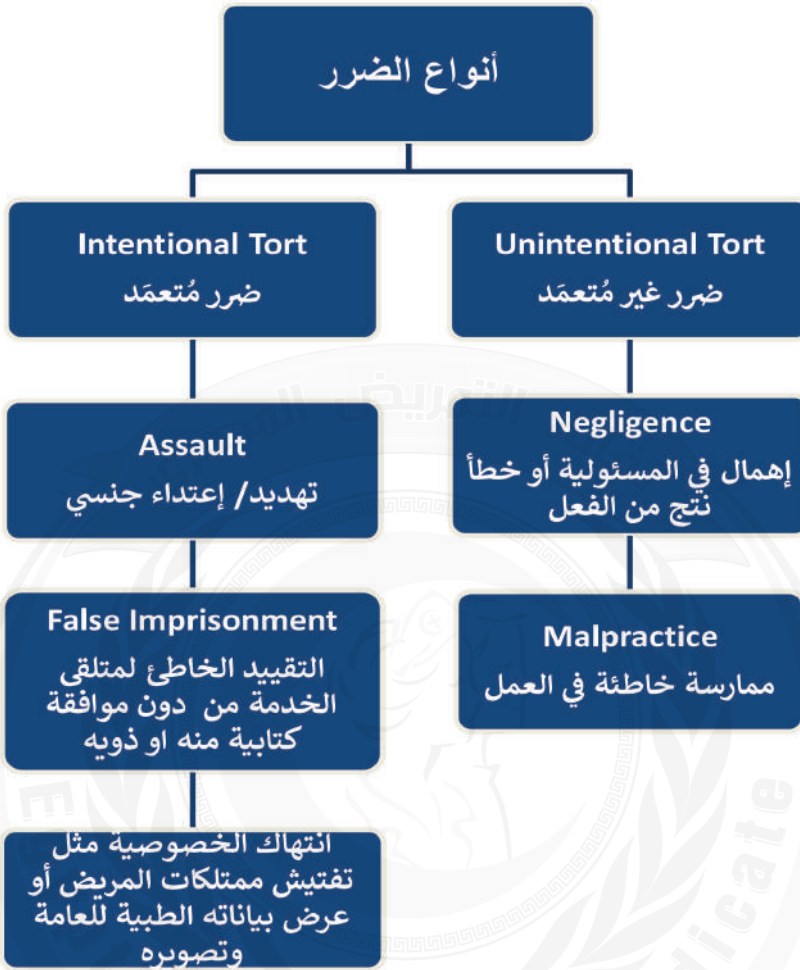 أنواع الضرر
Intentional Tort
ضرر مُتعمَد
Unintentional Tort
ضرر غير مُتعمَد
Assault
تهديد/ إعتداء جنسي
Negligence
إهمال في المسئولية أو خطأ
نتج من الفعل
False Imprisonment
التقييد الخاطئ لمتلقى
الخدمة من دون موافقة
كتابية منه او ذويه
Malpractice
ممارسة خاطئة في العمل
انتهاك الخصوصية مثل
تفتيش ممتلكات المريض أو
عرض بياناته الطبية للعامة
وتصويره